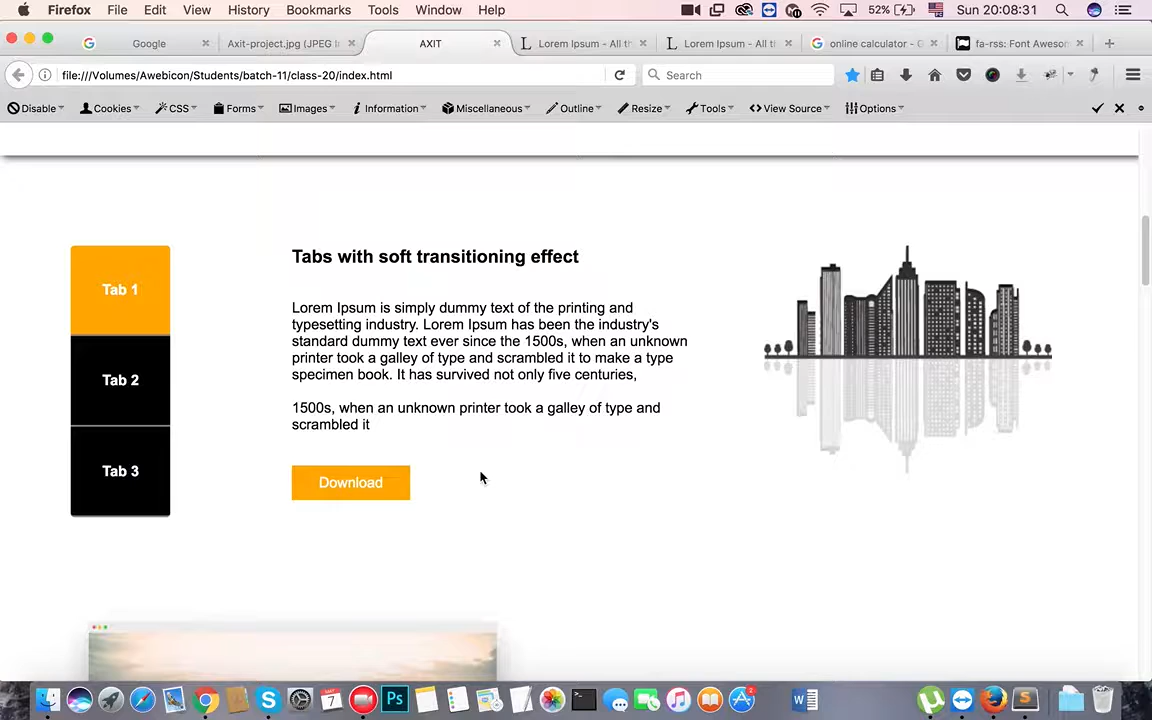 Firefox File Edit View History Bookmarks Tools Window Help 52% Sun 20:08:31
Google Axit-project.jpg (JPEG I AXIT Lorem Ipsum - All th Lorem Ipsum - All ti online calculator - G fa-rss: Font Aweson
file:///Volumes/Awebicon/Students/batch-11/class-20/index.html Search
Disable Cookies CSS Forms Images Information Miscellaneous Outline Resize Tools View Source Options
Tab 1
Tab 2
Tab 3
Tabs with soft transitioning effect
Lorem Ipsum is simply dummy text of the printing and
typesetting industry. Lorem Ipsum has been the industry's
standard dummy text ever since the 1500s, when an unknown
printer took a galley of type and scrambled it to make a type
specimen book. It has survived not only five centuries,
1500s, when an unknown printer took a galley of type and
scrambled it
Download